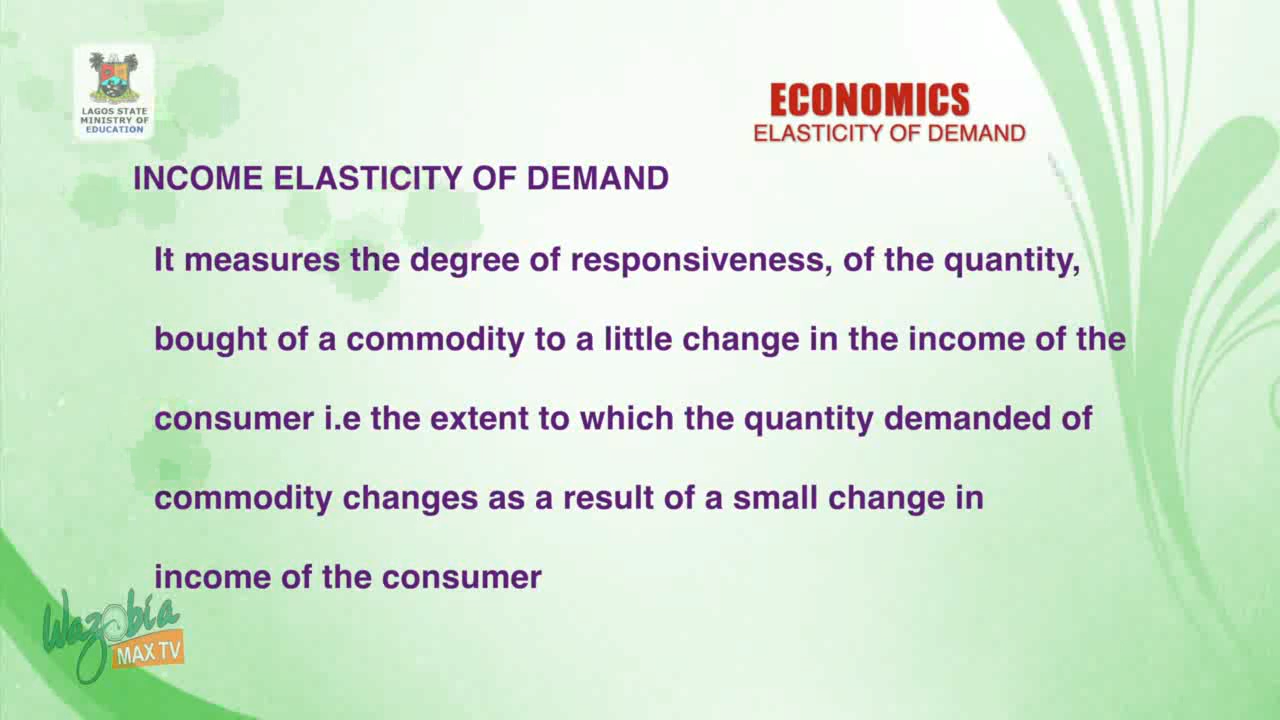 LAGOS STATE
MINISTRY OF
EDUCATION
ECONOMICS
ELASTICITY OF DEMAND
INCOME ELASTICITY OF DEMAND
It measures the degree of responsiveness, of the quantity,
bought of a commodity to a little change in the income of the
consumer i.e the extent to which the quantity demanded of
commodity changes as a result of a small change in
income of the consumer
Wazobia
MAX TV